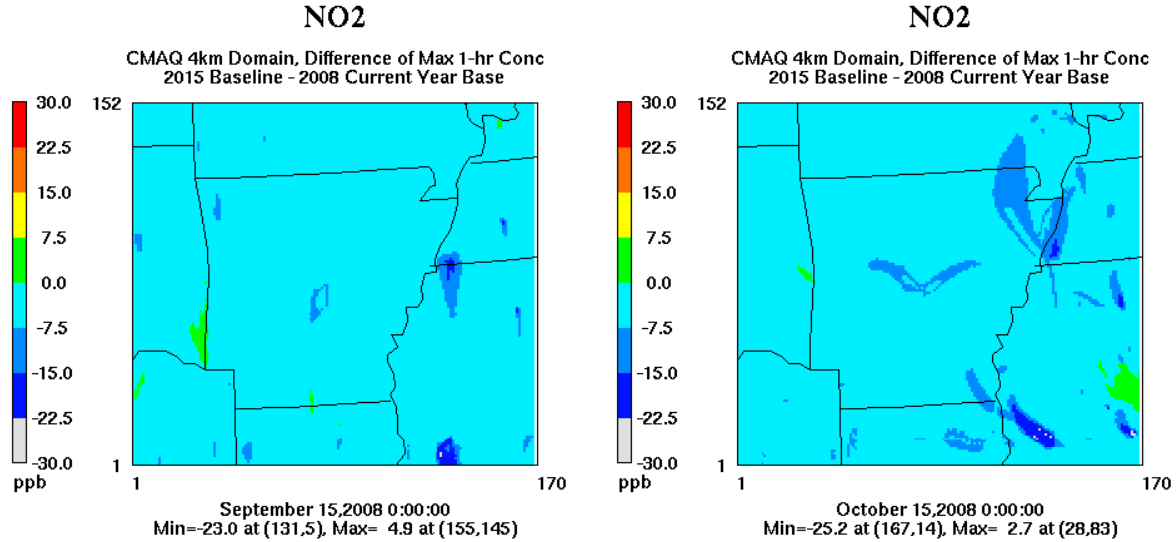 NO2
CMAQ 4km Domain, Difference of Max 1-hr Conc
2015 Baseline - 2008 Current Year Base
30.0
22.5
15.0
7.5
0.0
-7.5
-15.0
-22.5
-30.0
ppb
152
1
1
170
September 15,2008 0:00:00
Min=-23.0 at (131,5), Max= 4.9 at (155,145)
NO2
CMAQ 4km Domain, Difference of Max 1-hr Conc
2015 Baseline - 2008 Current Year Base
30.0
22.5
15.0
7.5
0.0
-7.5
-15.0
-22.5
-30.0
ppb
152
1
1
170
October 15,2008 0:00:00
Min=-25.2 at (167,14), Max= 2.7 at (28,83)